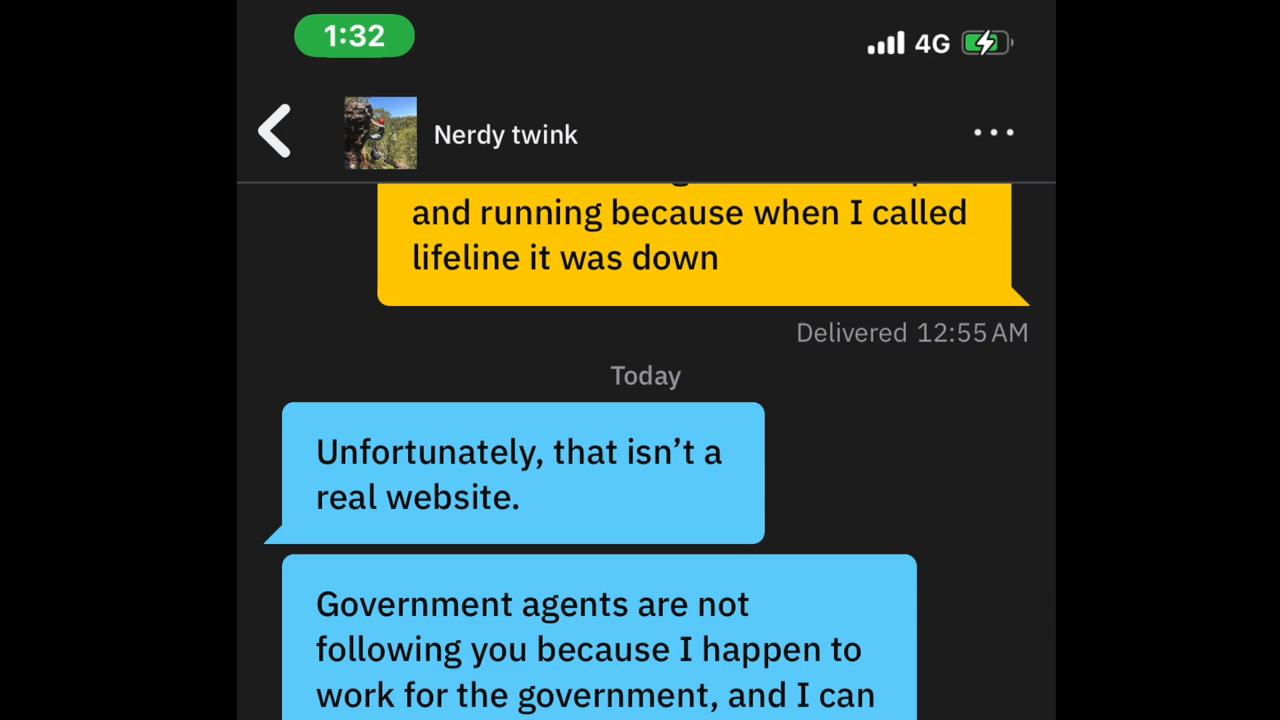 1:32
4G
Nerdy twink
and running because when I called
lifeline it was down
Delivered 12:55 AM
Today
Unfortunately, that isn’t a
real website.
Government agents are not
following you because I happen to
work for the government, and I can